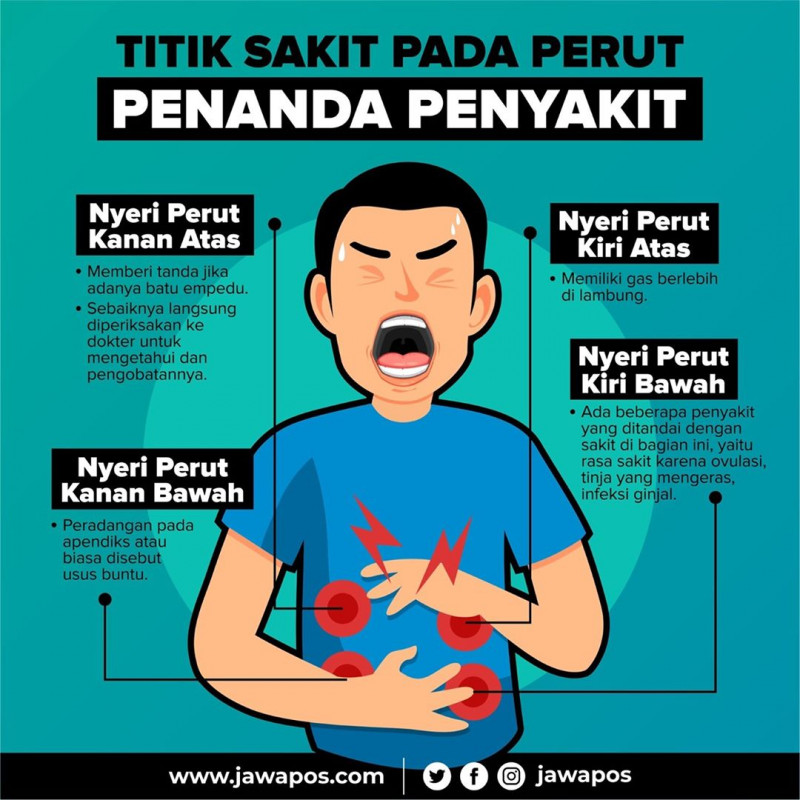 TITIK SAKIT PADA PERUT
PENANDA PENYAKIT
Nyeri Perut
Kanan Atas
• Memberi tanda jika
adanya batu empedu.
• Sebaiknya langsung
diperiksakan ke
dokter untuk
mengetahui dan
pengobatannya.
Nyeri Perut
Kiri Atas
• Memiliki gas berlebih
di lambung.
Nyeri Perut
Kiri Bawah
• Ada beberapa penyakit
yang ditandai dengan
sakit di bagian ini, yaitu
rasa sakit karena ovulasi,
tinja yang mengeras,
infeksi ginjal.
Nyeri Perut
Kanan Bawah
• Peradangan pada
apendiks atau
biasa disebut
usus buntu.
www.jawapos.com | jawapos